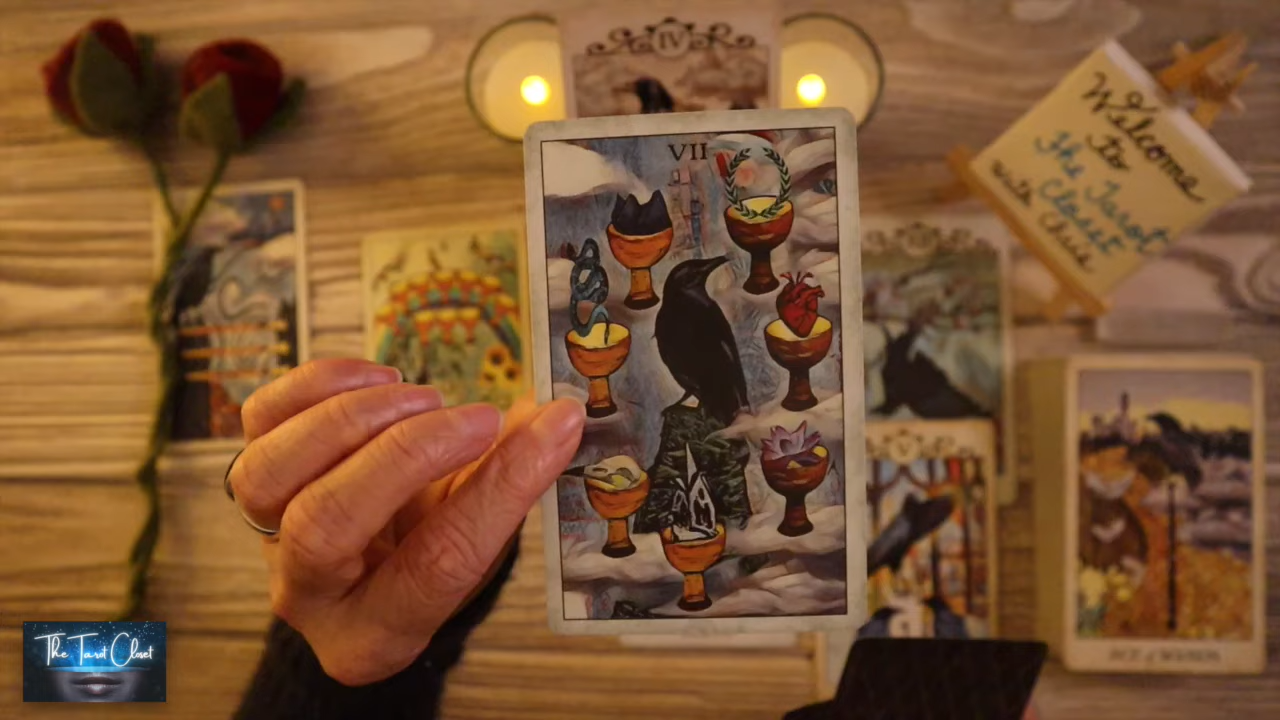 IV
VII
Welcome
To
The Tarot
Closet
with Chris
V
ACE of WANDS
The Tarot Closet